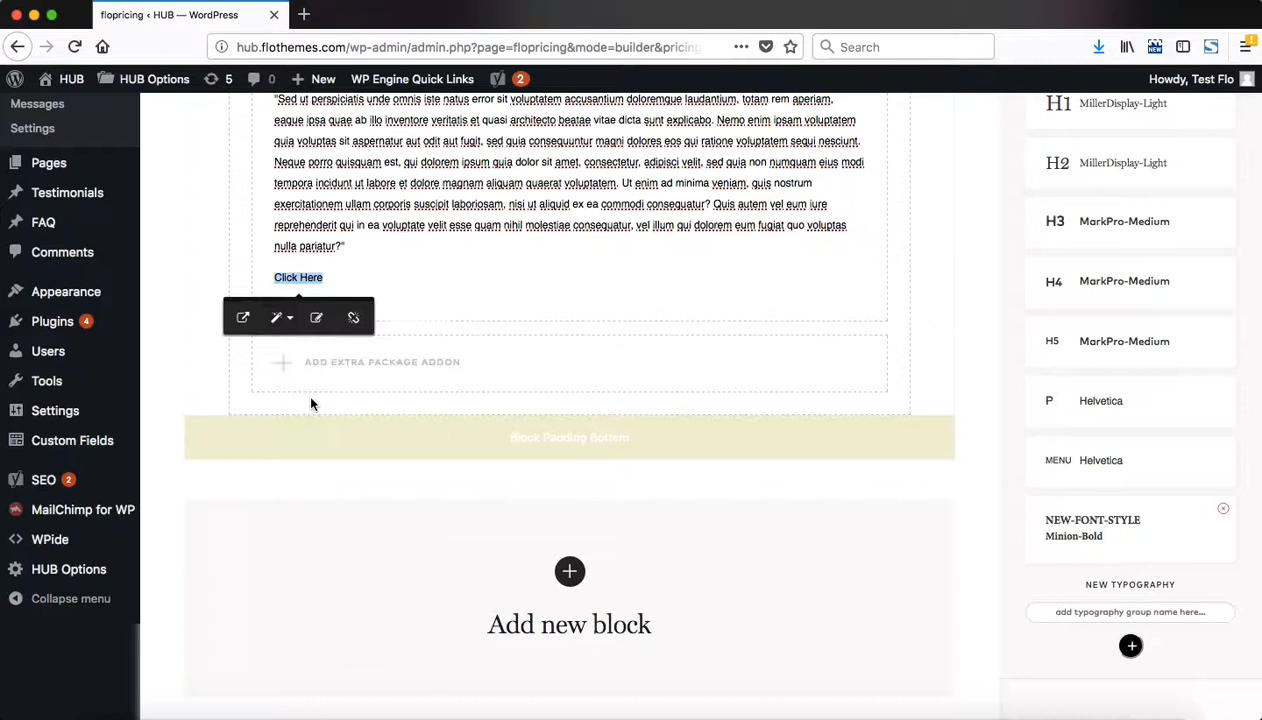 flopricing ‹ HUB — WordPress
hub.flothemes.com/wp-admin/admin.php?page=flopricing&mode=builder&pricing
Search
HUB
HUB Options
5
0
New
WP Engine Quick Links
2
Howdy, Test Flo
Messages
Settings
Pages
Testimonials
FAQ
Comments
Appearance
Plugins 4
Users
Tools
Settings
Custom Fields
SEO 2
MailChimp for WP
WPide
HUB Options
Collapse menu
"Sed ut perspiciatis unde omnis iste natus error sit voluptatem accusantium doloremque laudantium, totam rem aperiam,
eaque ipsa quae ab illo inventore veritatis et quasi architecto beatae vitae dicta sunt explicabo. Nemo enim ipsam voluptatem
quia voluptas sit aspernatur aut odit aut fugit, sed quia consequuntur magni dolores eos qui ratione voluptatem sequi nesciunt.
Neque porro quisquam est, qui dolorem ipsum quia dolor sit amet, consectetur, adipisci velit, sed quia non numquam eius modi
tempora incidunt ut labore et dolore magnam aliquam quaerat voluptatem. Ut enim ad minima veniam, quis nostrum
exercitationem ullam corporis suscipit laboriosam, nisi ut aliquid ex ea commodi consequatur? Quis autem vel eum iure
reprehenderit qui in ea voluptate velit esse quam nihil molestiae consequatur, vel illum qui dolorem eum fugiat quo voluptas
nulla pariatur?"
Click Here
ADD EXTRA PACKAGE ADDON
Block Padding Bottom
Add new block
H1 MillerDisplay-Light
H2 MillerDisplay-Light
H3 MarkPro-Medium
H4 MarkPro-Medium
H5 MarkPro-Medium
P Helvetica
MENU Helvetica
NEW-FONT-STYLE
Minion-Bold
NEW TYPOGRAPHY
add typography group name here...